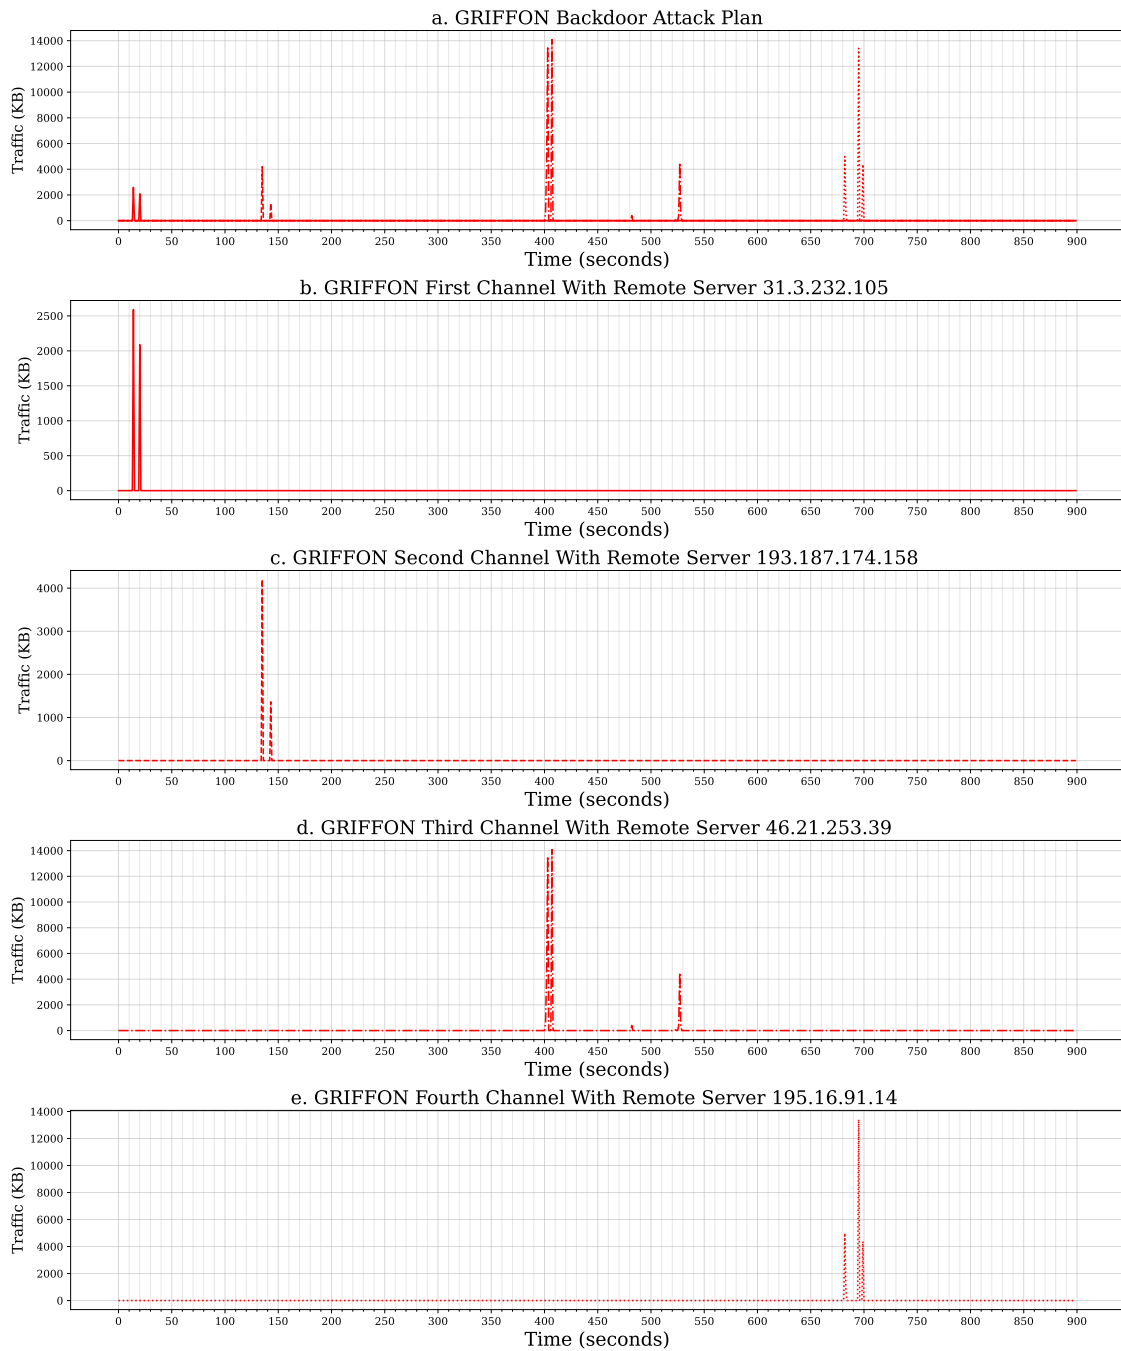 a. GRIFFON Backdoor Attack Plan
14000
12000
10000
8000
6000
4000
2000
0
Traffic (KB)
0 50 100 150 200 250 300 350 400 450 500 550 600 650 700 750 800 850 900
Time (seconds)
b. GRIFFON First Channel With Remote Server 31.3.232.105
2500
2000
1500
1000
500
0
Traffic (KB)
0 50 100 150 200 250 300 350 400 450 500 550 600 650 700 750 800 850 900
Time (seconds)
c. GRIFFON Second Channel With Remote Server 193.187.174.158
4000
3000
2000
1000
0
Traffic (KB)
0 50 100 150 200 250 300 350 400 450 500 550 600 650 700 750 800 850 900
Time (seconds)
d. GRIFFON Third Channel With Remote Server 46.21.253.39
14000
12000
10000
8000
6000
4000
2000
0
Traffic (KB)
0 50 100 150 200 250 300 350 400 450 500 550 600 650 700 750 800 850 900
Time (seconds)
e. GRIFFON Fourth Channel With Remote Server 195.16.91.14
14000
12000
10000
8000
6000
4000
2000
0
Traffic (KB)
0 50 100 150 200 250 300 350 400 450 500 550 600 650 700 750 800 850 900
Time (seconds)